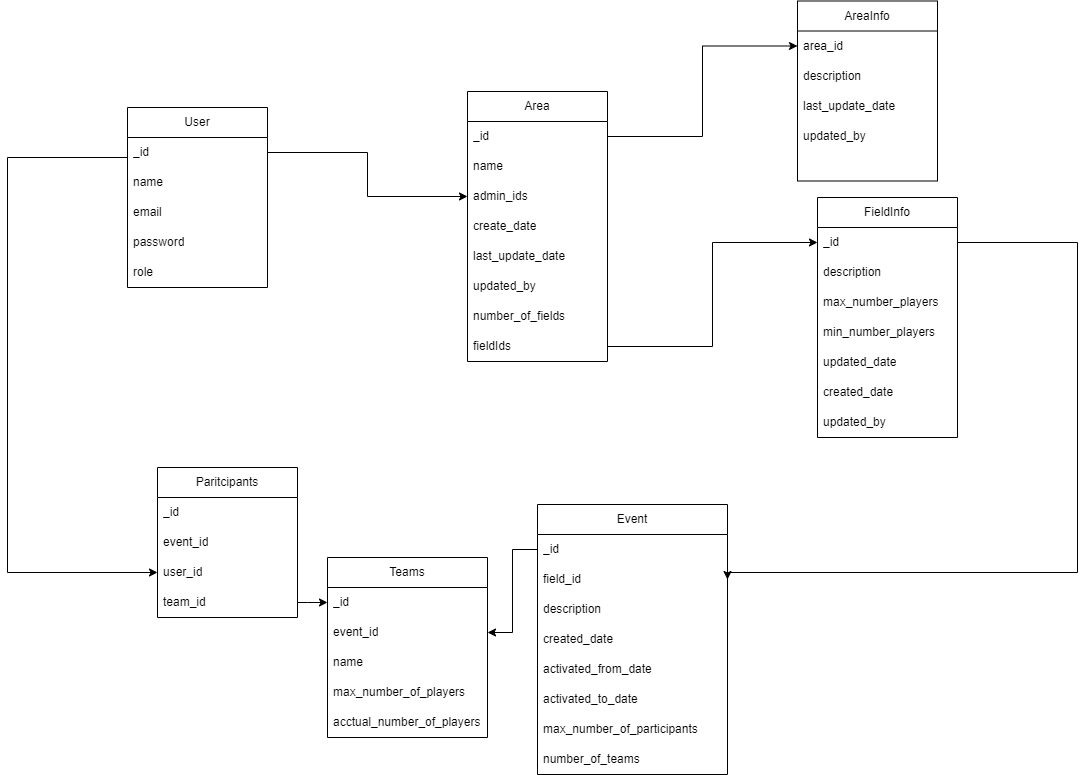 AreaInfo
area_id
description
last_update_date
updated_by
User
_id
name
email
password
role
Area
_id
name
admin_ids
create_date
last_update_date
updated_by
number_of_fields
fieldIds
FieldInfo
_id
description
max_number_players
min_number_players
updated_date
created_date
updated_by
Paritcipants
_id
event_id
user_id
team_id
Teams
_id
event_id
name
max_number_of_players
acctual_number_of_players
Event
_id
field_id
description
created_date
activated_from_date
activated_to_date
max_number_of_participants
number_of_teams